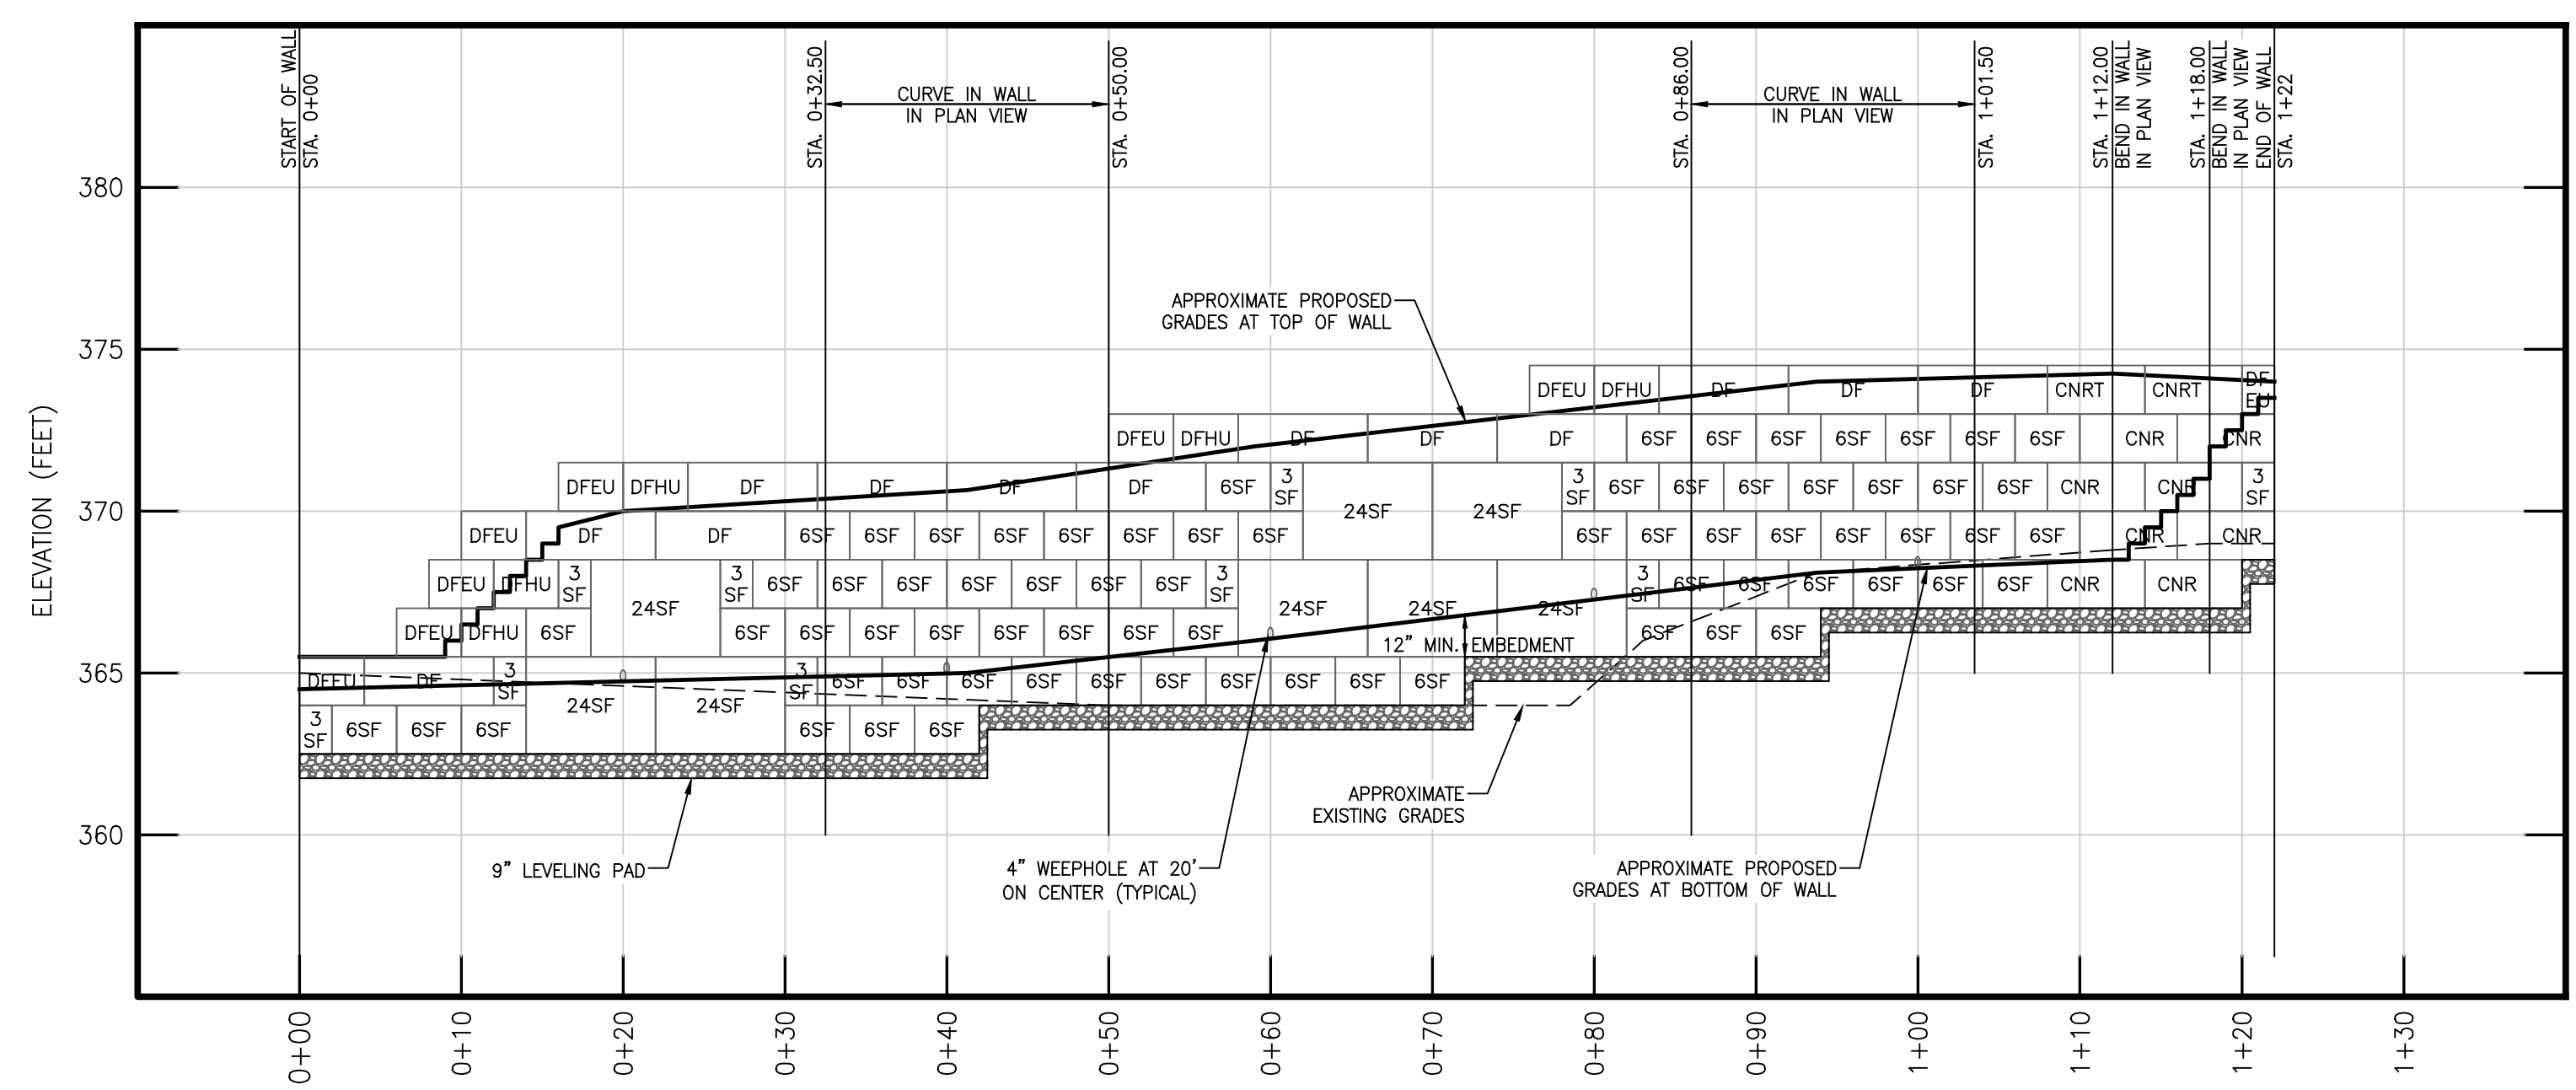 START OF WALL
STA. 0+00
STA. 0+32.50
CURVE IN WALL
IN PLAN VIEW
STA. 0+50.00
STA. 0+86.00
CURVE IN WALL
IN PLAN VIEW
STA. 1+01.50
STA. 1+12.00
BEND IN WALL
IN PLAN VIEW
STA. 1+18.00
BEND IN WALL
IN PLAN VIEW
END OF WALL
STA. 1+22
ELEVATION (FEET)
380
375
370
365
360
APPROXIMATE PROPOSED
GRADES AT TOP OF WALL
DFEU DFHU DF DF DF CNRT CNRT DF
EU
DFEU DFHU DF DF DF 6SF 6SF 6SF 6SF 6SF 6SF 6SF CNR CNR
DFEU DFHU DF DF DF DF 6SF 3
SF 24SF 24SF 3
SF 6SF 6SF 6SF 6SF 6SF 6SF 6SF CNR CNR 3
SF
DFEU DF DF 6SF 6SF 6SF 6SF 6SF 6SF 6SF 6SF 6SF 6SF 6SF 6SF 6SF 6SF 6SF 6SF CNR CNR
DFEU DFHU 3
SF 24SF 3
SF 6SF 6SF 6SF 6SF 6SF 6SF 6SF 3
SF 24SF 24SF 24SF 3
SF 6SF 6SF 6SF 6SF 6SF 6SF CNR CNR
DFEU DFHU 6SF 6SF 6SF 6SF 6SF 6SF 6SF 6SF 6SF 6SF 6SF
12" MIN. EMBEDMENT
DFEU DF 3
SF 24SF 24SF 3
SF 6SF 6SF 6SF 6SF 6SF 6SF 6SF 6SF 6SF 6SF
3
SF 6SF 6SF 6SF 6SF 6SF 6SF
APPROXIMATE
EXISTING GRADES
9" LEVELING PAD
4" WEEPHOLE AT 20'
ON CENTER (TYPICAL)
APPROXIMATE PROPOSED
GRADES AT BOTTOM OF WALL
0+00
0+10
0+20
0+30
0+40
0+50
0+60
0+70
0+80
0+90
1+00
1+10
1+20
1+30